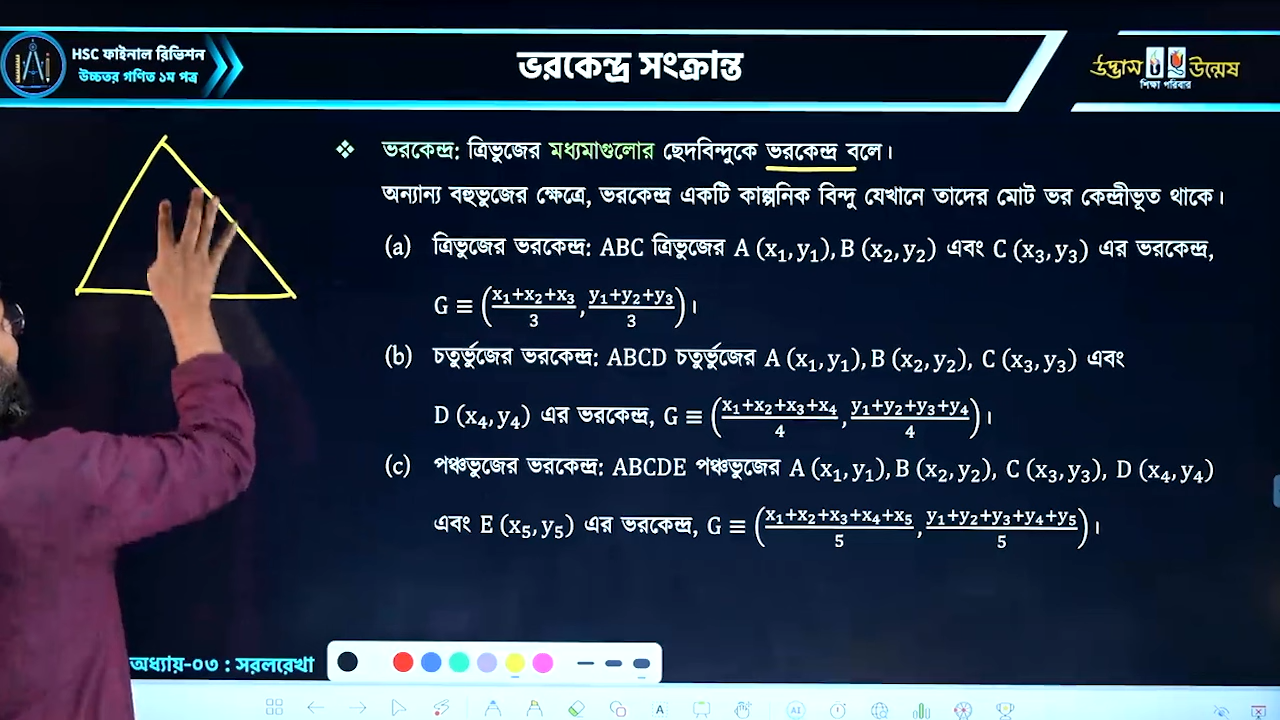 HSC ফাইনাল রিভিশন
উচ্চতর গণিত ১ম পত্র
ভরকেন্দ্র সংক্রান্ত
উদ্ভাস উন্মেষ
শিক্ষা পরিবার
❖ ভরকেন্দ্র: ত্রিভুজের মধ্যমাগুলোর ছেদবিন্দুকে ভরকেন্দ্র বলে।
অন্যান্য বহুভুজের ক্ষেত্রে, ভরকেন্দ্র একটি কাল্পনিক বিন্দু যেখানে তাদের মোট ভর কেন্দ্রীভূত থাকে।
(a) ত্রিভুজের ভরকেন্দ্র: ABC ত্রিভুজের A (x₁, y₁), B (x₂, y₂) এবং C (x₃, y₃) এর ভরকেন্দ্র,
G ≡ ((x₁+x₂+x₃)/3, (y₁+y₂+y₃)/3)।
(b) চতুর্ভুজের ভরকেন্দ্র: ABCD চতুর্ভুজের A (x₁, y₁), B (x₂, y₂), C (x₃, y₃) এবং
D (x₄, y₄) এর ভরকেন্দ্র, G ≡ ((x₁+x₂+x₃+x₄)/4, (y₁+y₂+y₃+y₄)/4)।
(c) পঞ্চভুজের ভরকেন্দ্র: ABCDE পঞ্চভুজের A (x₁, y₁), B (x₂, y₂), C (x₃, y₃), D (x₄, y₄)
এবং E (x₅, y₅) এর ভরকেন্দ্র, G ≡ ((x₁+x₂+x₃+x₄+x₅)/5, (y₁+y₂+y₃+y₄+y₅)/5)।
অধ্যায়-০৩ : সরলরেখা
A
AI